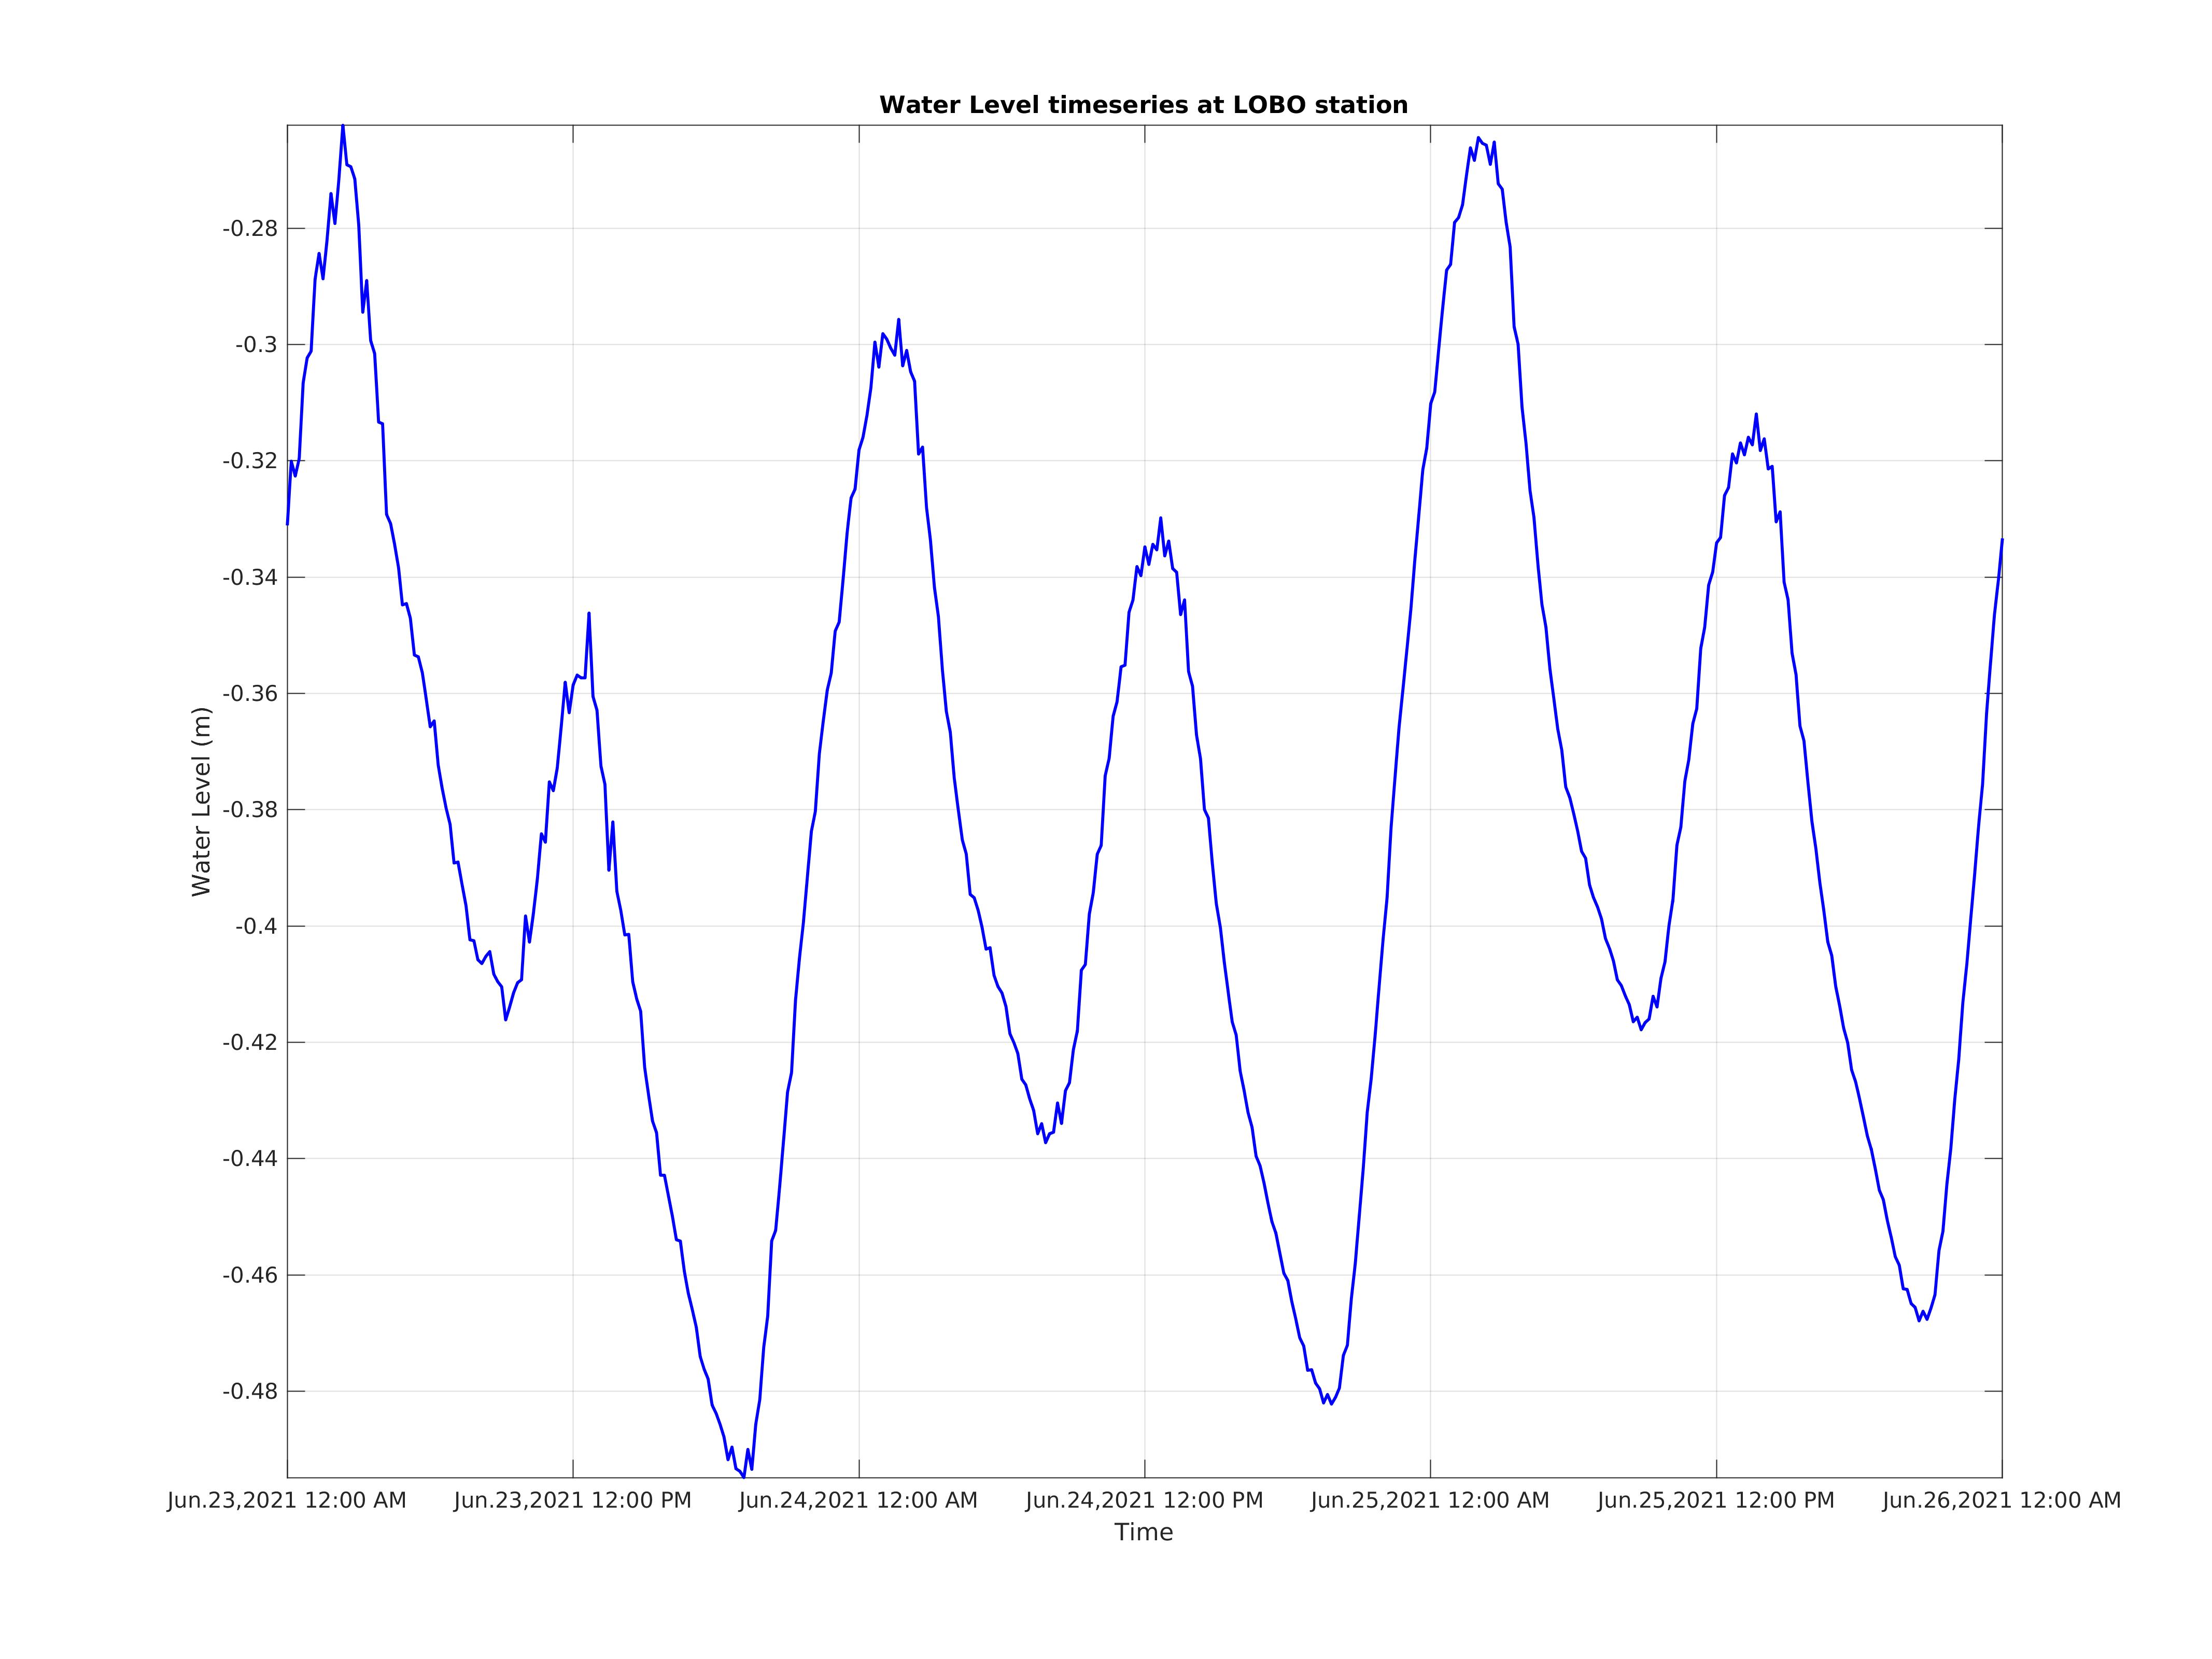 Water Level timeseries at LOBO station
-0.28
-0.3
-0.32
-0.34
-0.36
-0.38
-0.4
-0.42
-0.44
-0.46
-0.48
Water Level (m)
Jun.23,2021 12:00 AM
Jun.23,2021 12:00 PM
Jun.24,2021 12:00 AM
Jun.24,2021 12:00 PM
Jun.25,2021 12:00 AM
Jun.25,2021 12:00 PM
Jun.26,2021 12:00 AM
Time